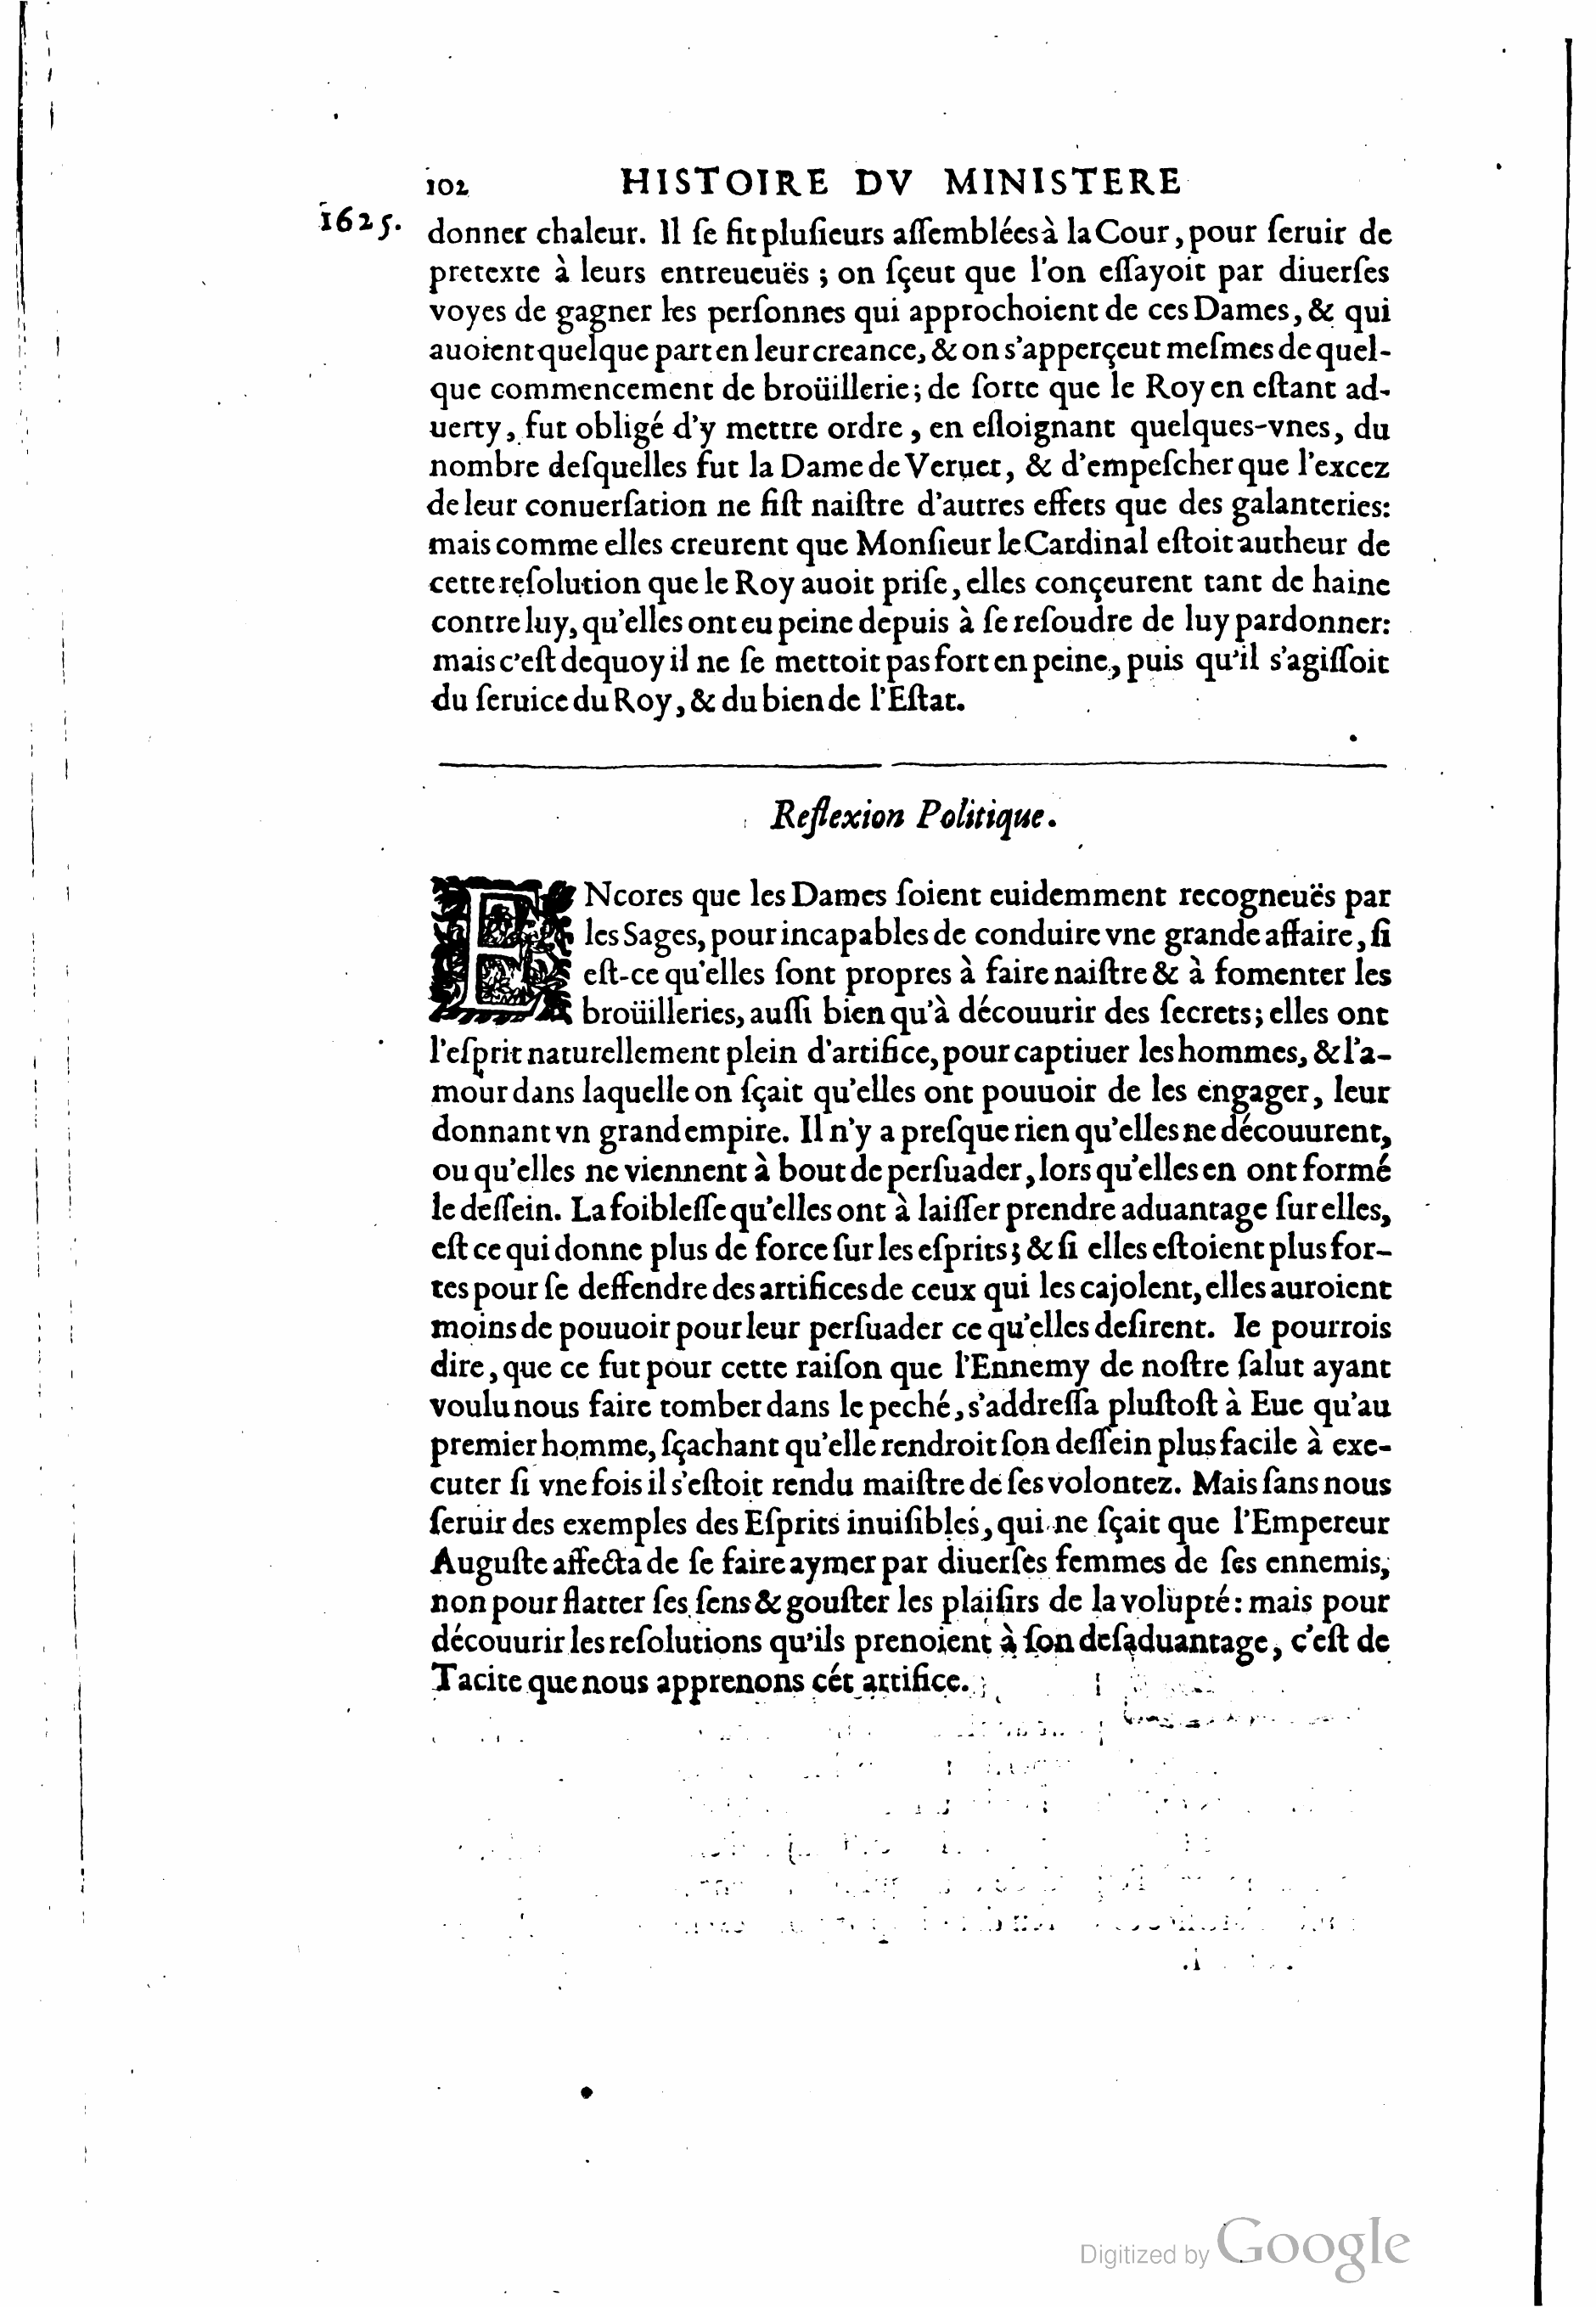 102 HISTOIRE DV MINISTERE
1625. donner chaleur. Il ſe fit pluſieurs aſſemblées à la Cour, pour ſeruir de
pretexte à leurs entreueuës ; on ſçeut que l'on eſſayoit par diuerſes
voyes de gagner les perſonnes qui approchoient de ces Dames, & qui
auoient quelque part en leur creance, & on s'apperçeut meſmes de quel-
que commencement de broüillerie; de ſorte que le Roy en eſtant ad-
uerty, fut obligé d'y mettre ordre, en eſloignant quelques-vnes, du
nombre deſquelles fut la Dame de Veruet, & d'empeſcher que l'excez
de leur conuerſation ne fiſt naiſtre d'autres effets que des galanteries:
mais comme elles creurent que Monſieur le Cardinal eſtoit autheur de
cette reſolution que le Roy auoit priſe, elles conçeurent tant de haine
contre luy, qu'elles ont eu peine depuis à ſe reſoudre de luy pardonner:
mais c'eſt dequoy il ne ſe mettoit pas fort en peine, puis qu'il s'agiſſoit
du ſeruice du Roy, & du bien de l'Eſtat.
Reflexion Politique.
ENcores que les Dames ſoient euidemment recogneuës par
les Sages, pour incapables de conduire vne grande affaire, ſi
eſt-ce qu'elles ſont propres à faire naiſtre & à fomenter les
broüilleries, auſſi bien qu'à découurir des ſecrets; elles ont
l'eſprit naturellement plein d'artifice, pour captiuer les hommes, & l'a-
mour dans laquelle on ſçait qu'elles ont pouuoir de les engager, leur
donnant vn grand empire. Il n'y a preſque rien qu'elles ne découurent,
ou qu'elles ne viennent à bout de perſuader, lors qu'elles en ont formé
le deſſein. La foibleſſe qu'elles ont à laiſſer prendre aduantage ſur elles,
eſt ce qui donne plus de force ſur les eſprits; & ſi elles eſtoient plus for-
tes pour ſe deffendre des artifices de ceux qui les cajolent, elles auroient
moins de pouuoir pour leur perſuader ce qu'elles deſirent. Ie pourrois
dire, que ce fut pour cette raiſon que l'Ennemy de noſtre ſalut ayant
voulu nous faire tomber dans le peché, s'addreſſa pluſtoſt à Eue qu'au
premier homme, ſçachant qu'elle rendroit ſon deſſein plus facile à exe-
cuter ſi vne fois il s'eſtoit rendu maiſtre de ſes volontez. Mais ſans nous
ſeruir des exemples des Eſprits inuiſibles, qui ne ſçait que l'Empereur
Auguſte affecta de ſe faire aymer par diuerſes femmes de ſes ennemis,
non pour flatter ſes ſens & gouſter les plaiſirs de la volupté: mais pour
découurir les reſolutions qu'ils prenoient à ſon deſaduantage, c'eſt de
Tacite que nous apprenons cét artifice.
Digitized by Google